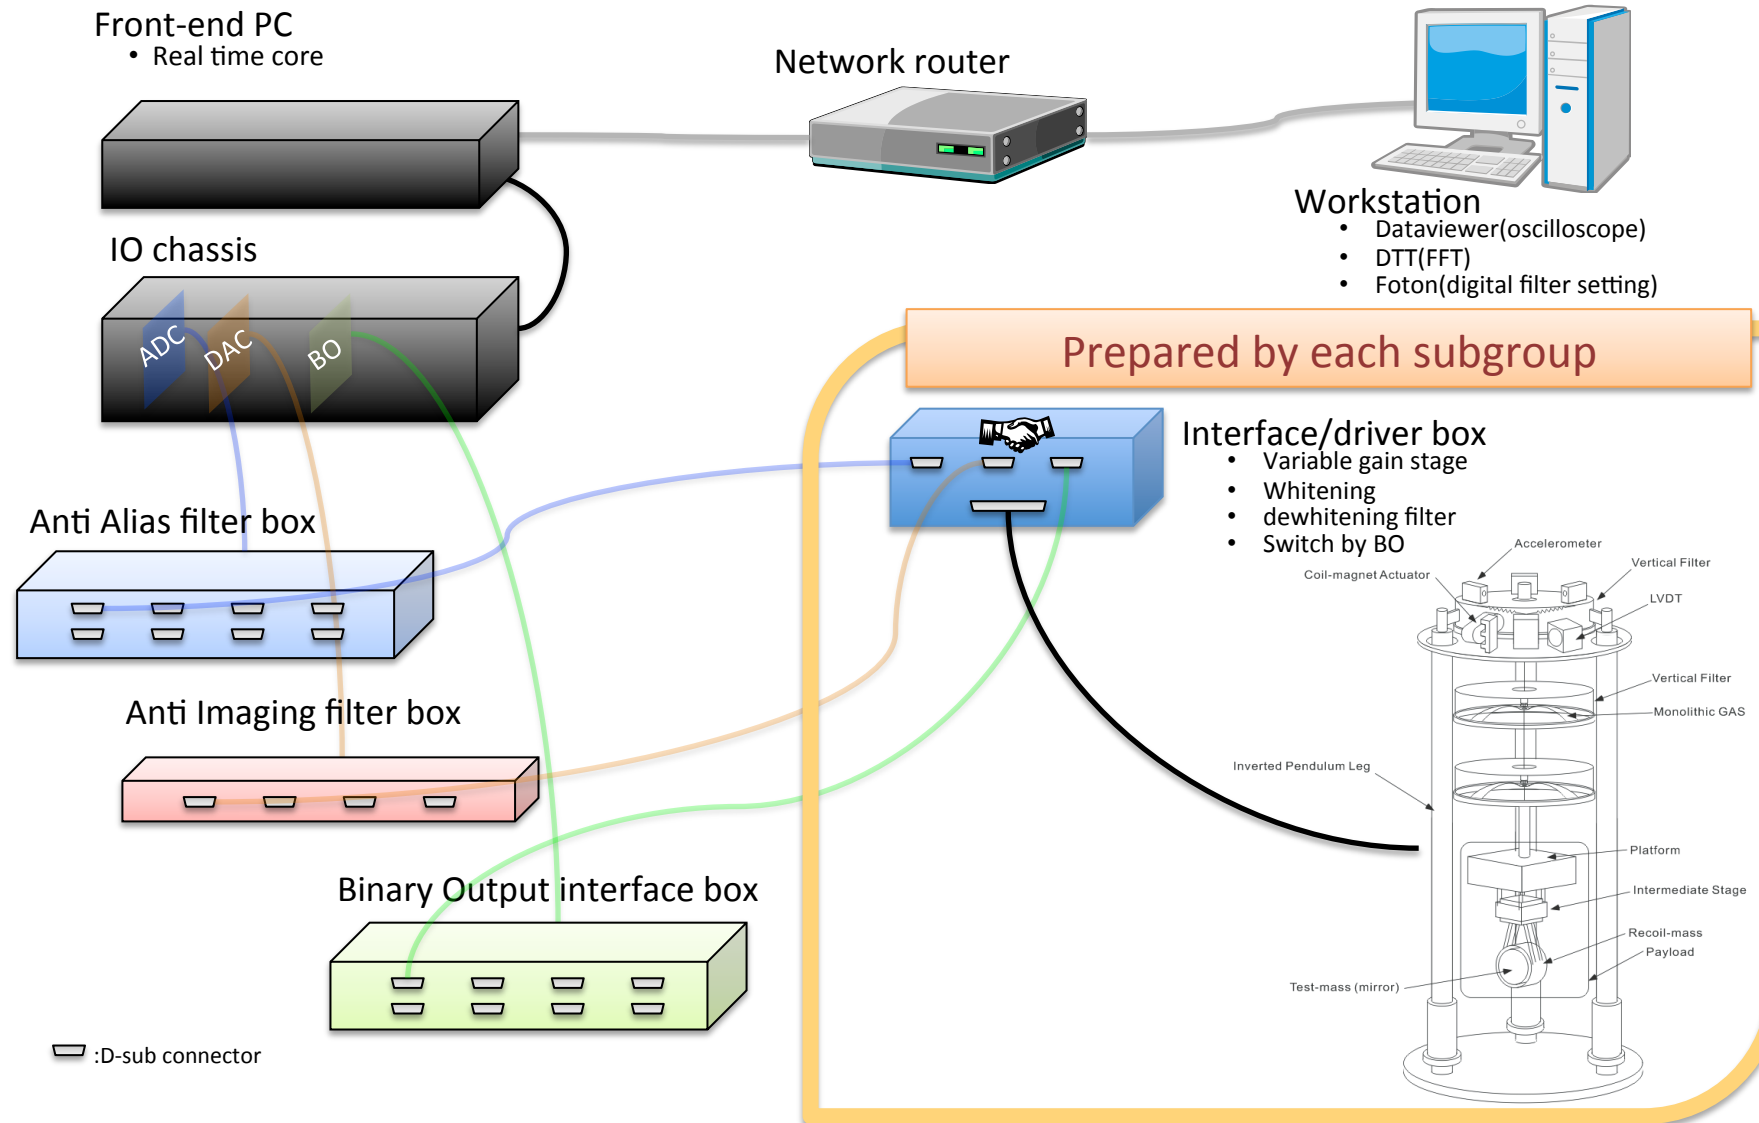 Front-end PC
• Real time core
Network router
Workstation
• Dataviewer(oscilloscope)
• DTT(FFT)
• Foton(digital filter setting)
IO chassis
ADC
DAC
BO
Prepared by each subgroup
Interface/driver box
• Variable gain stage
• Whitening
• dewhitening filter
• Switch by BO
Anti Alias filter box
Anti Imaging filter box
Binary Output interface box
:D-sub connector
Accelerometer
Vertical Filter
Coil-magnet Actuator
LVDT
Vertical Filter
Monolithic GAS
Inverted Pendulum Leg
Platform
Intermediate Stage
Recoil-mass
Payload
Test-mass (mirror)